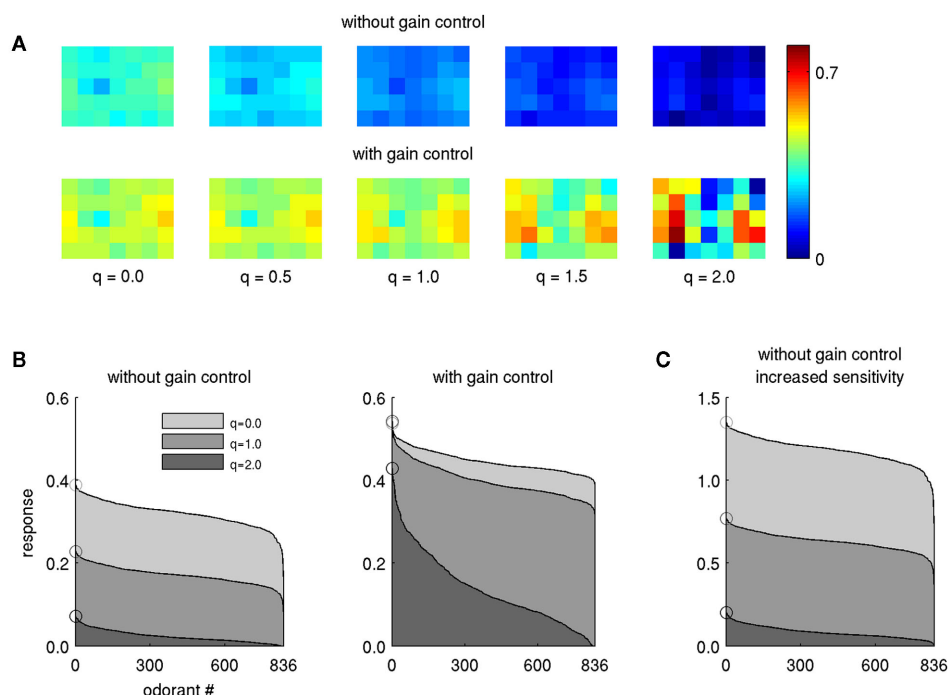 without gain control
A
0.7
with gain control
0
q = 0.0 q = 0.5 q = 1.0 q = 1.5 q = 2.0
B
without gain control
with gain control
C
without gain control
increased sensitivity
response
0.6
0.4
0.2
0.0
q=0.0
q=1.0
q=2.0
0 300 600 836
odorant #
0.6
0.4
0.2
0.0
0 300 600 836
1.5
1.0
0.5
0.0
0 300 600 836